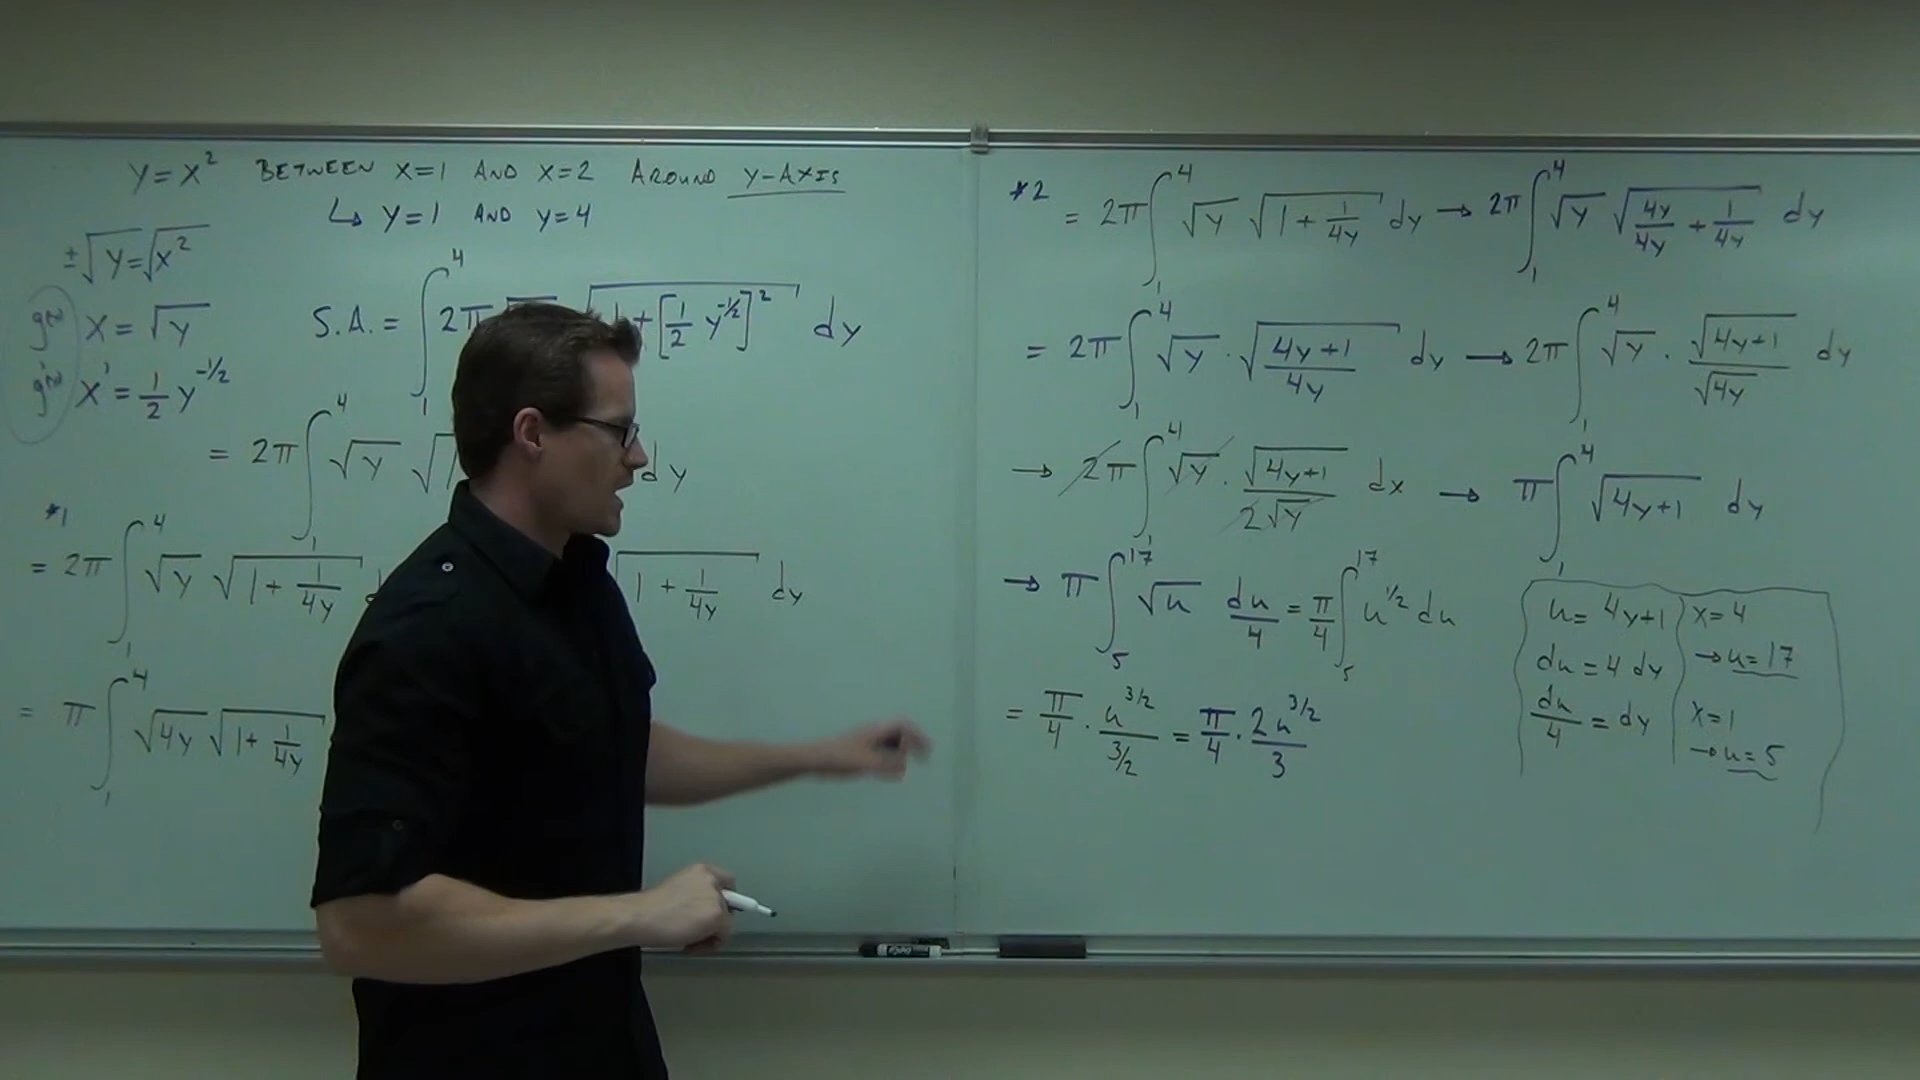 Y = X² BETWEEN X=1 AND X=2 AROUND Y-AXIS
↳ Y=1 AND Y=4
±√Y = √X²
X = √Y
X' = 1/2 Y^(-1/2)
S.A. = ∫₁⁴ 2π [1/2 Y^(-1/2)]² dy
= 2π ∫₁⁴ √Y √ dy
#1
= 2π ∫₁⁴ √Y √(1 + 1/4Y)
√(1 + 1/4Y) dy
= π ∫₁⁴ √4Y √(1 + 1/4Y)
#2
= 2π ∫₁⁴ √Y √(1 + 1/4Y) dy → 2π ∫₁⁴ √Y √(4Y/4Y + 1/4Y) dy
= 2π ∫₁⁴ √Y · √((4Y+1)/4Y) dy → 2π ∫₁⁴ √Y · √(4Y+1)/√4Y dy
→ 2π ∫₁⁴ √Y · √(4Y+1)/2√Y dx → π ∫₁⁴ √(4Y+1) dy
→ π ∫₅¹⁷ √u du/4 = π/4 ∫₅¹⁷ u^(1/2) du
= π/4 · u^(3/2)/(3/2) = π/4 · 2u^(3/2)/3
u = 4Y+1
du = 4 dy
du/4 = dy
X=4
→ u=17
X=1
→ u=5